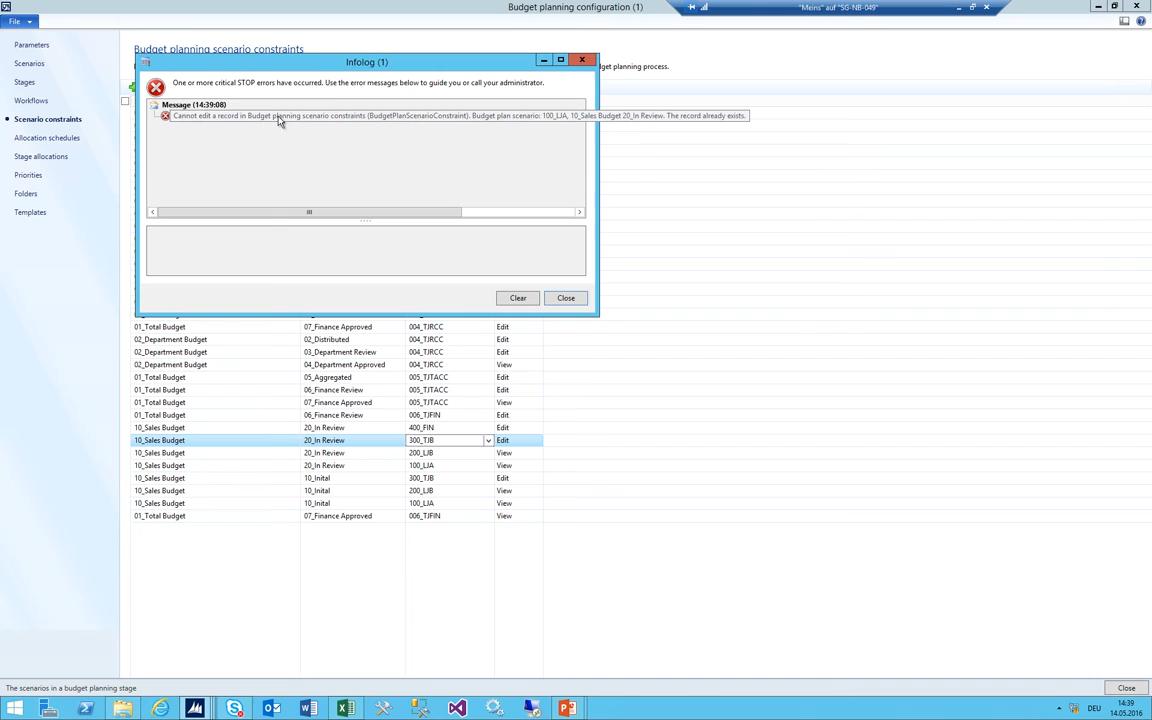 Budget planning configuration (1)
"Meins" auf "SG-NB-049"
File
Parameters
Scenarios
Stages
Workflows
Scenario constraints
Allocation schedules
Stage allocations
Priorities
Folders
Templates
Budget planning scenario constraints
dget planning process.
Infolog (1)
One or more critical STOP errors have occurred. Use the error messages below to guide you or call your administrator.
Message (14:39:08)
Cannot edit a record in Budget planning scenario constraints (BudgetPlanScenarioConstraint). Budget plan scenario: 100_LJA, 10_Sales Budget 20_In Review. The record already exists.
Clear Close
01_Total Budget 07_Finance Approved 004_TJRCC Edit
02_Department Budget 02_Distributed 004_TJRCC Edit
02_Department Budget 03_Department Review 004_TJRCC Edit
02_Department Budget 04_Department Approved 004_TJRCC View
01_Total Budget 05_Aggregated 005_TJTACC Edit
01_Total Budget 06_Finance Review 005_TJTACC Edit
01_Total Budget 07_Finance Approved 005_TJTACC View
01_Total Budget 06_Finance Review 006_TJFIN Edit
10_Sales Budget 20_In Review 400_FIN Edit
10_Sales Budget 20_In Review 300_TJB Edit
10_Sales Budget 20_In Review 200_LJB View
10_Sales Budget 20_In Review 100_LJA View
10_Sales Budget 10_Inital 300_TJB Edit
10_Sales Budget 10_Inital 200_LJB View
10_Sales Budget 10_Inital 100_LJA View
01_Total Budget 07_Finance Approved 006_TJFIN View
The scenarios in a budget planning stage
Close
DEU
14:39
14.05.2016